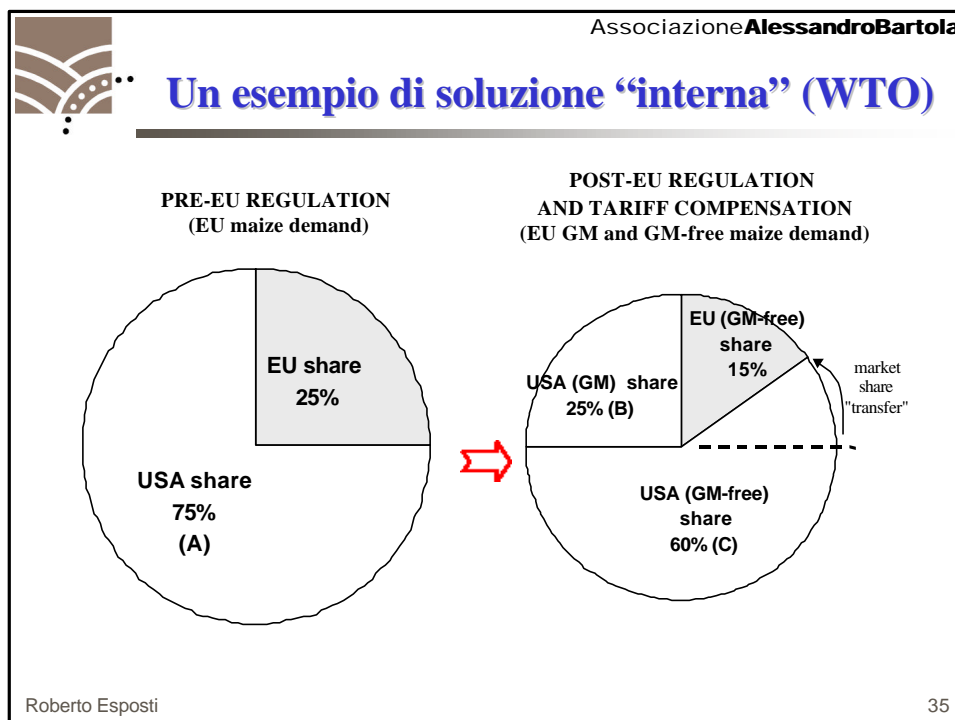 AssociazioneAlessandroBartola
Un esempio di soluzione “interna” (WTO)
PRE-EU REGULATION
(EU maize demand)
POST-EU REGULATION
AND TARIFF COMPENSATION
(EU GM and GM-free maize demand)
EU share
25%
USA share
75%
(A)
EU (GM-free)
share
15%
USA (GM) share
25% (B)
USA (GM-free)
share
60% (C)
market
share
"transfer"
Roberto Esposti
35